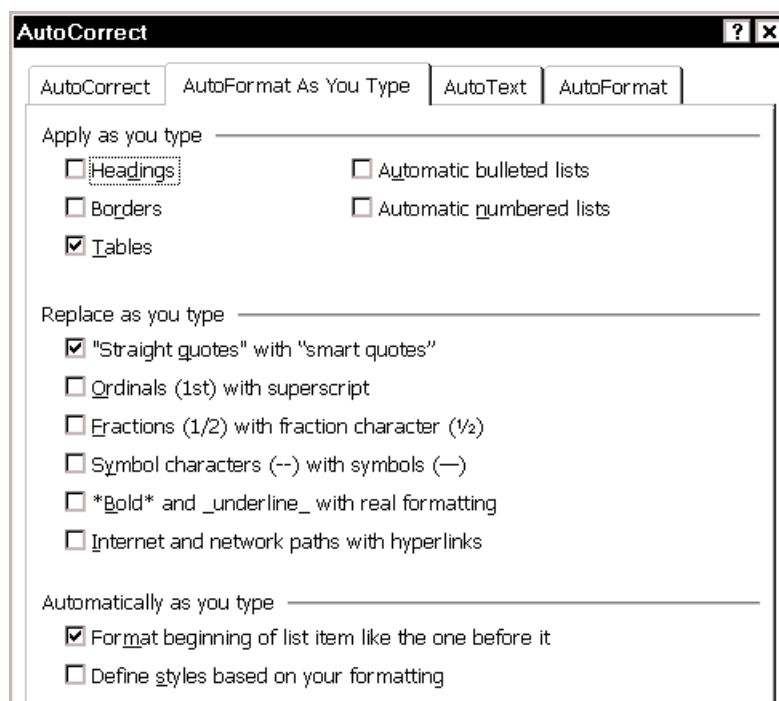 AutoCorrect
AutoCorrect AutoFormat As You Type AutoText AutoFormat
Apply as you type
Headings Automatic bulleted lists
Borders Automatic numbered lists
Tables
Replace as you type
"Straight quotes" with “smart quotes”
Ordinals (1st) with superscript
Fractions (1/2) with fraction character (½)
Symbol characters (--) with symbols (—)
*Bold* and _underline_ with real formatting
Internet and network paths with hyperlinks
Automatically as you type
Format beginning of list item like the one before it
Define styles based on your formatting